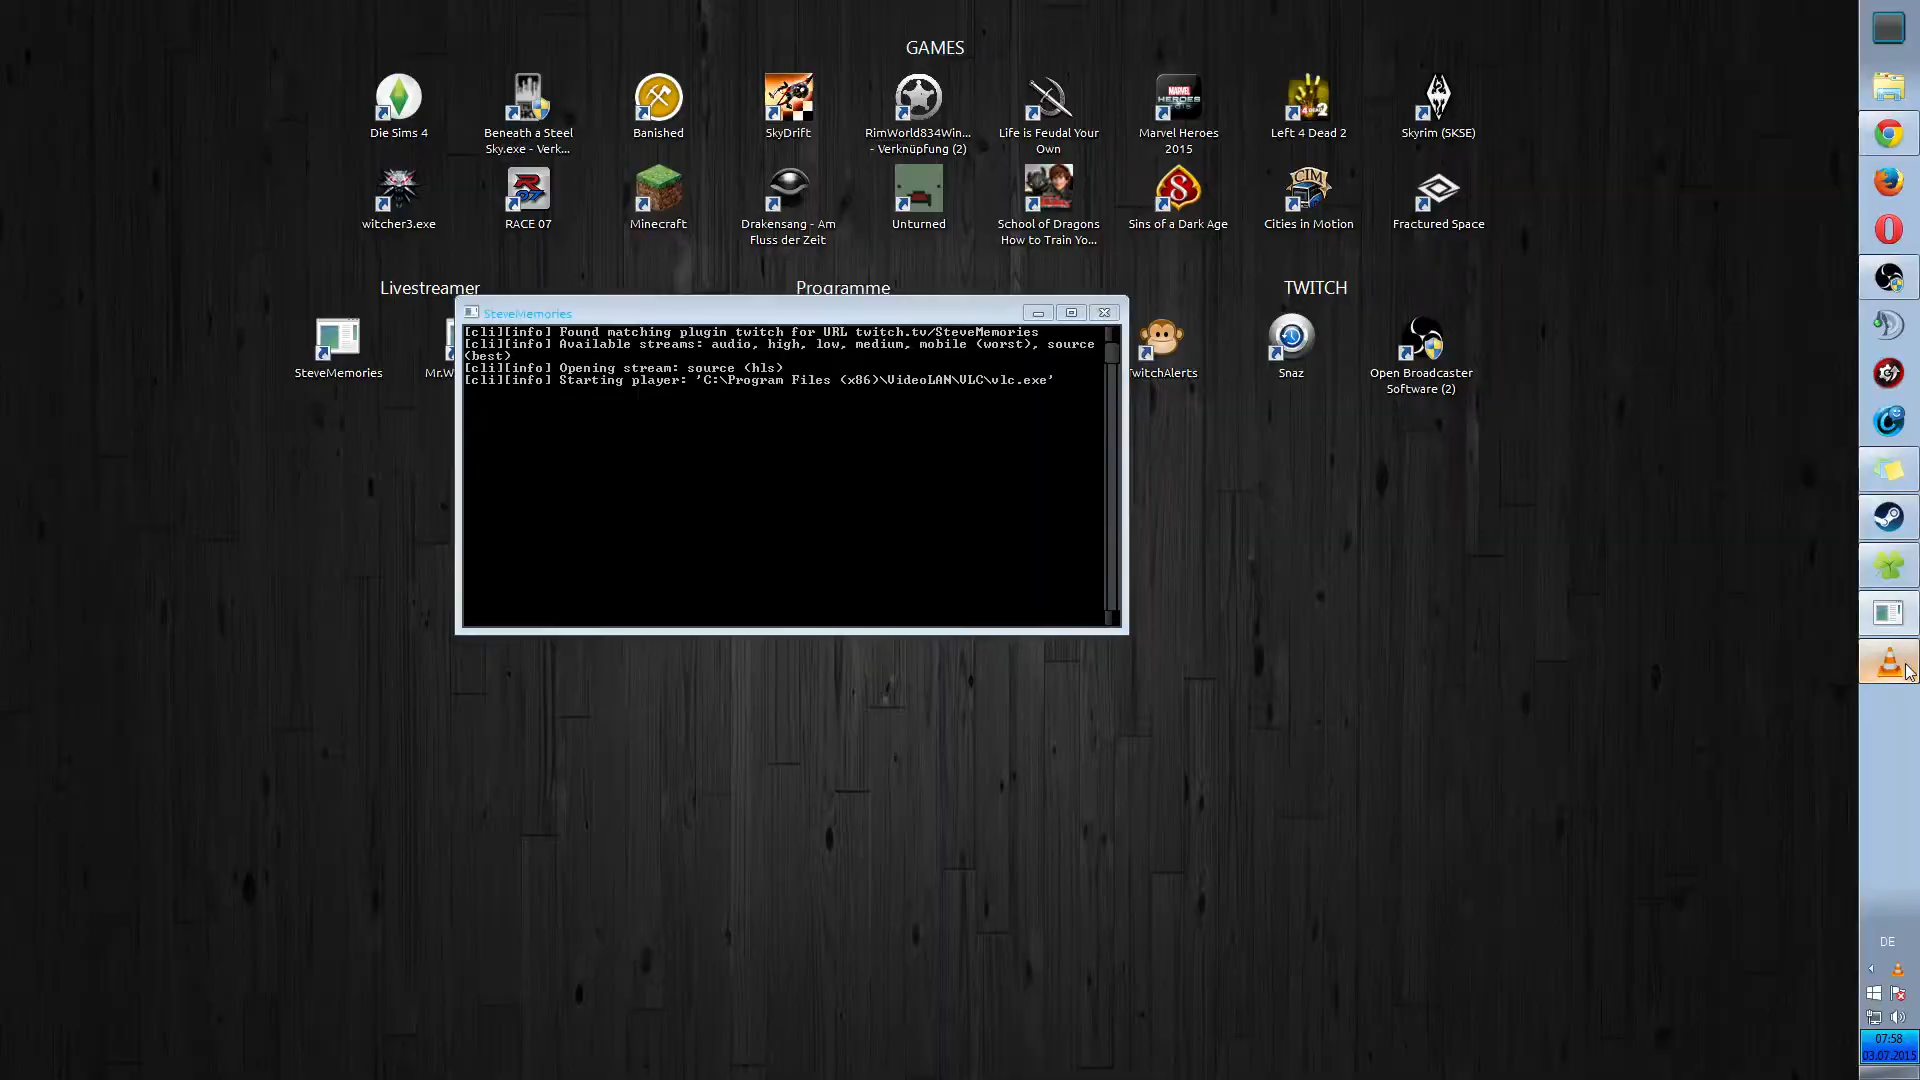 GAMES
Die Sims 4
Beneath a Steel
Sky.exe - Verk...
Banished
SkyDrift
RimWorld834Win...
- Verknüpfung (2)
Life is Feudal Your
Own
MARVEL
HEROES
2015
Marvel Heroes
2015
Left 4 Dead 2
Skyrim (SKSE)
witcher3.exe
RACE 07
Minecraft
Drakensang - Am
Fluss der Zeit
Unturned
School of Dragons
How to Train Yo...
Sins of a Dark Age
CIM
Cities in Motion
Fractured Space
Livestreamer
Programme
TWITCH
SteveMemories
Mr.W
SteveMemories
[cli][info] Found matching plugin twitch for URL twitch.tv/SteveMemories
[cli][info] Available streams: audio, high, low, medium, mobile (worst), source
(best)
[cli][info] Opening stream: source (hls)
[cli][info] Starting player: 'C:\Program Files (x86)\VideoLAN\VLC\vlc.exe'
TwitchAlerts
Snaz
Open Broadcaster
Software (2)
DE
07:58
03.07.2015